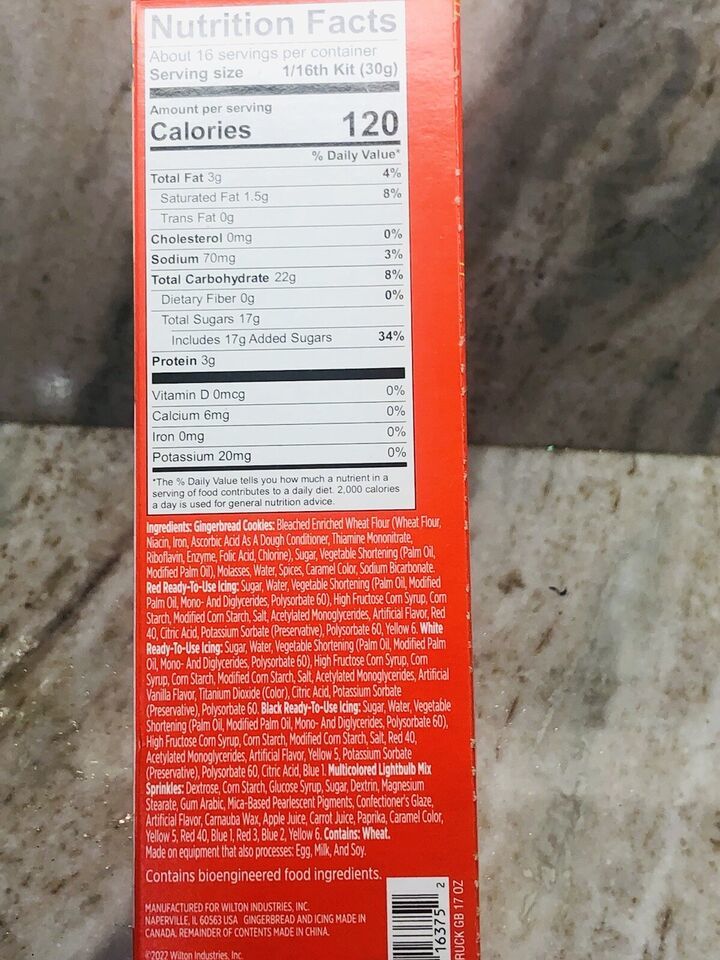 Nutrition Facts
About 16 servings per container
Serving size 1/16th Kit (30g)
Amount per serving
Calories 120
% Daily Value*
Total Fat 3g 4%
Saturated Fat 1.5g 8%
Trans Fat 0g
Cholesterol 0mg 0%
Sodium 70mg 3%
Total Carbohydrate 22g 8%
Dietary Fiber 0g 0%
Total Sugars 17g
Includes 17g Added Sugars 34%
Protein 3g
Vitamin D 0mcg 0%
Calcium 6mg 0%
Iron 0mg 0%
Potassium 20mg 0%
*The % Daily Value tells you how much a nutrient in a
serving of food contributes to a daily diet. 2,000 calories
a day is used for general nutrition advice.
Ingredients: Gingerbread Cookies: Bleached Enriched Wheat Flour (Wheat Flour,
Niacin, Iron, Ascorbic Acid As A Dough Conditioner, Thiamine Mononitrate,
Riboflavin, Enzyme, Folic Acid, Chlorine), Sugar, Vegetable Shortening (Palm Oil,
Modified Palm Oil), Molasses, Water, Spices, Caramel Color, Sodium Bicarbonate.
Red Ready-To-Use Icing: Sugar, Water, Vegetable Shortening (Palm Oil, Modified
Palm Oil, Mono- And Diglycerides, Polysorbate 60), High Fructose Corn Syrup, Corn
Starch, Modified Corn Starch, Salt, Acetylated Monoglycerides, Artificial Flavor, Red
40, Citric Acid, Potassium Sorbate (Preservative), Polysorbate 60, Yellow 6. White
Ready-To-Use Icing: Sugar, Water, Vegetable Shortening (Palm Oil, Modified Palm
Oil, Mono- And Diglycerides, Polysorbate 60), High Fructose Corn Syrup, Corn
Syrup, Corn Starch, Modified Corn Starch, Salt, Acetylated Monoglycerides, Artificial
Vanilla Flavor, Titanium Dioxide (Color), Citric Acid, Potassium Sorbate
(Preservative), Polysorbate 60. Black Ready-To-Use Icing: Sugar, Water, Vegetable
Shortening (Palm Oil, Modified Palm Oil, Mono- And Diglycerides, Polysorbate 60),
High Fructose Corn Syrup, Corn Starch, Modified Corn Starch, Salt, Red 40,
Acetylated Monoglycerides, Artificial Flavor, Yellow 5, Potassium Sorbate
(Preservative), Polysorbate 60, Citric Acid, Blue 1. Multicolored Lightbulb Mix
Sprinkles: Dextrose, Corn Starch, Glucose Syrup, Sugar, Dextrin, Magnesium
Stearate, Gum Arabic, Mica-Based Pearlescent Pigments, Confectioner's Glaze,
Artificial Flavor, Carnauba Wax, Apple Juice, Carrot Juice, Paprika, Caramel Color,
Yellow 5, Red 40, Blue 1, Red 3, Blue 2, Yellow 6. Contains: Wheat.
Made on equipment that also processes: Egg, Milk, And Soy.
Contains bioengineered food ingredients.
MANUFACTURED FOR WILTON INDUSTRIES, INC.
NAPERVILLE, IL 60563 USA GINGERBREAD AND ICING MADE IN
CANADA. REMAINDER OF CONTENTS MADE IN CHINA.
©2022 Wilton Industries, Inc.
16375 2
RUCK GB 17 OZ